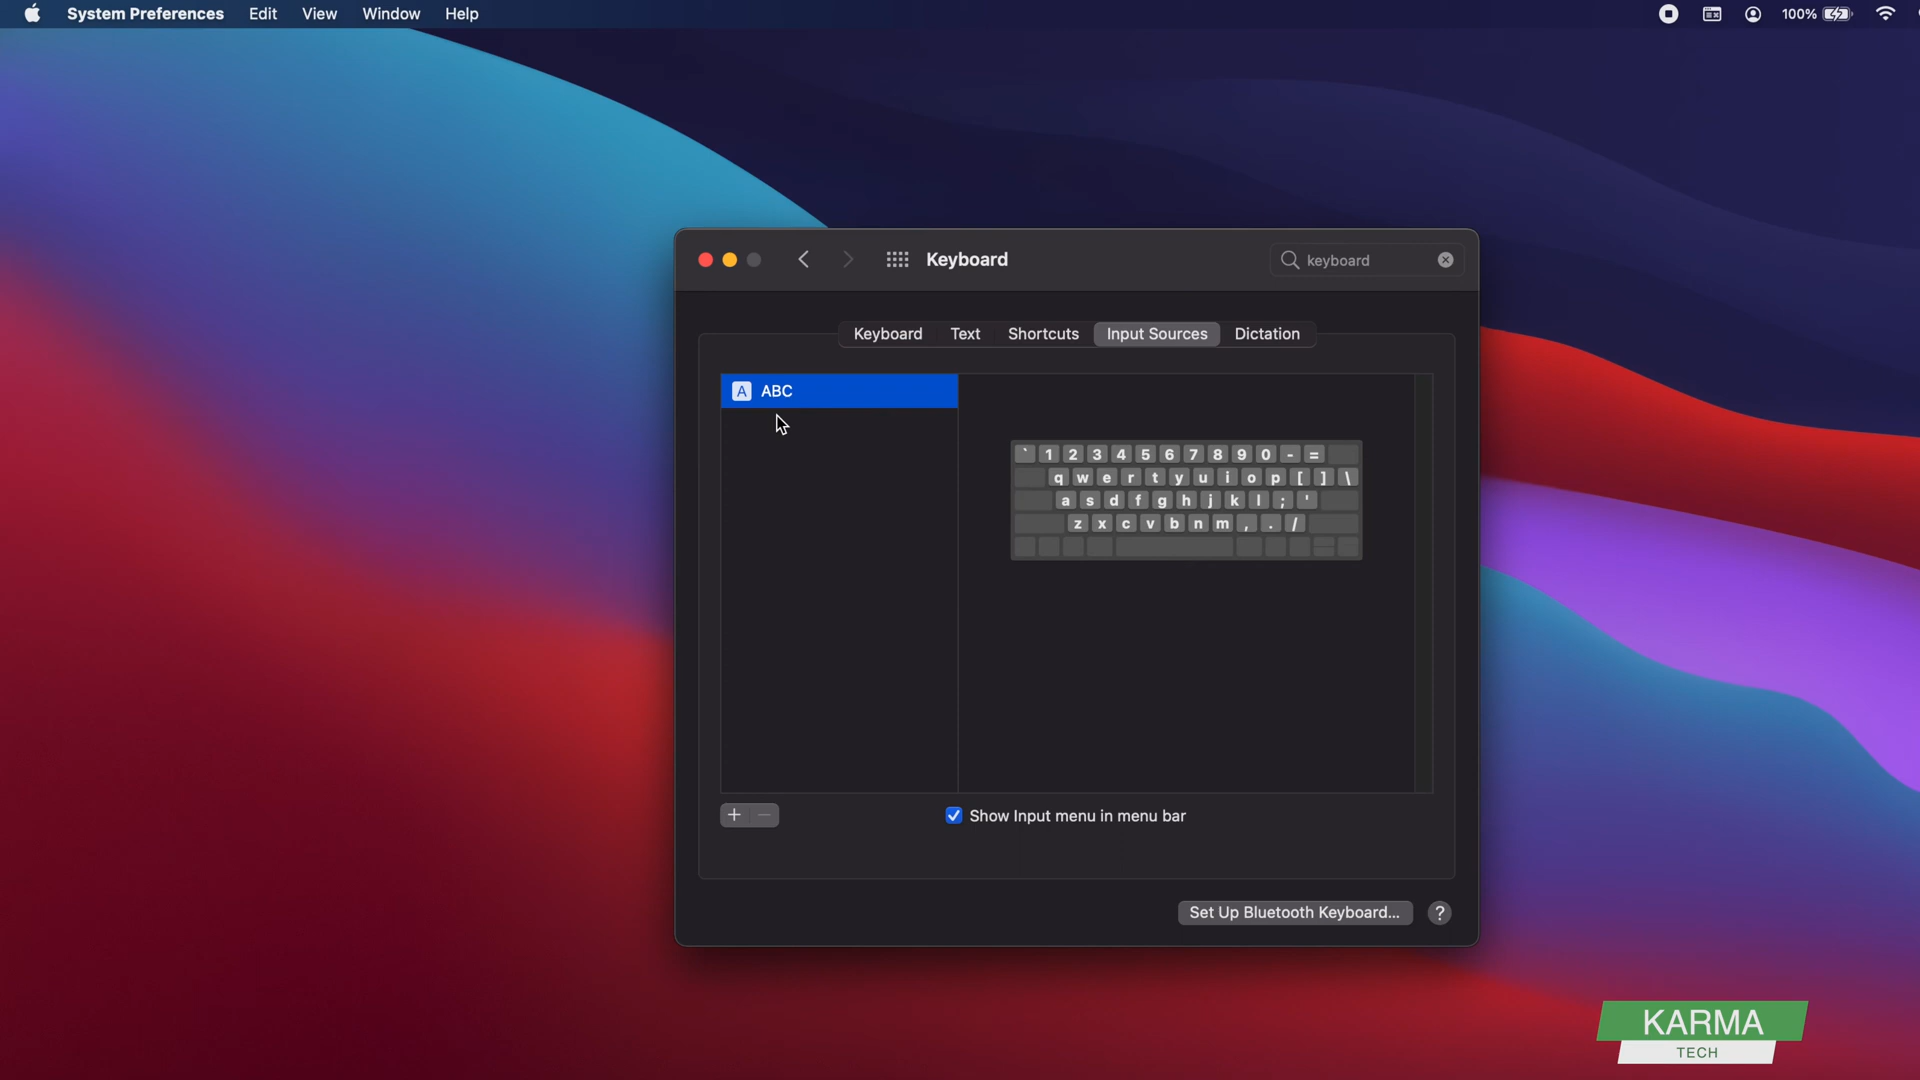 System Preferences Edit View Window Help 100%
Keyboard keyboard
Keyboard Text Shortcuts Input Sources Dictation
A ABC
` 1 2 3 4 5 6 7 8 9 0 - =
q w e r t y u i o p [ ] \
a s d f g h j k l ; '
z x c v b n m , . /
+ − Show Input menu in menu bar
Set Up Bluetooth Keyboard... ?
KARMA
TECH